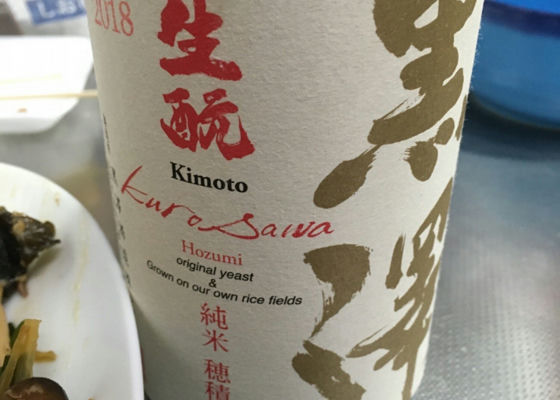 2018
生酛
Kimoto
Kurosawa
Hozumi
original yeast
&
Grown on our own rice fields
純米 穂積
黒澤